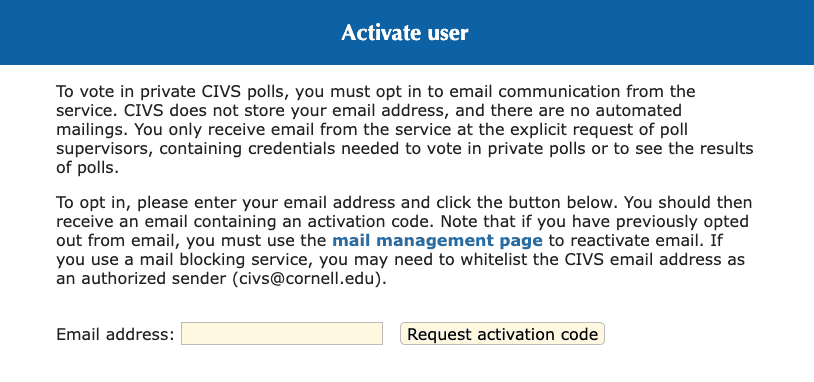 Activate user
To vote in private CIVS polls, you must opt in to email communication from the
service. CIVS does not store your email address, and there are no automated
mailings. You only receive email from the service at the explicit request of poll
supervisors, containing credentials needed to vote in private polls or to see the results
of polls.
To opt in, please enter your email address and click the button below. You should then
receive an email containing an activation code. Note that if you have previously opted
out from email, you must use the mail management page to reactivate email. If
you use a mail blocking service, you may need to whitelist the CIVS email address as
an authorized sender (civs@cornell.edu).
Email address: Request activation code